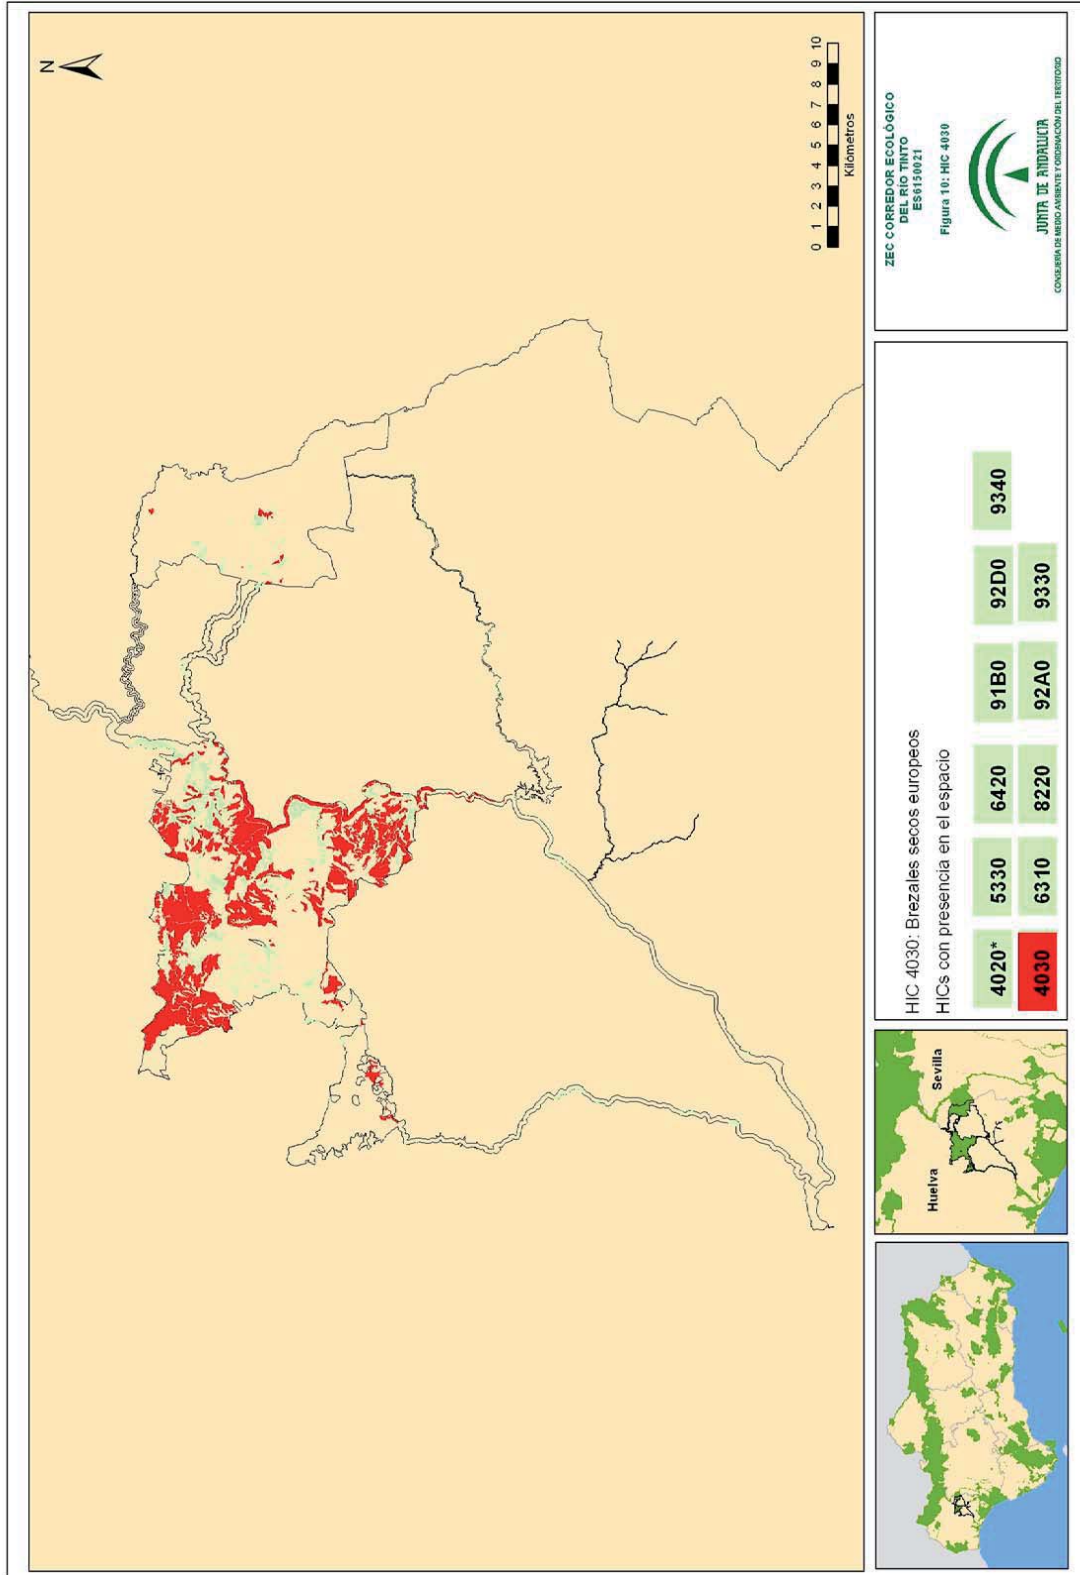 N
0 1 2 3 4 5 6 7 8 9 10
Kilómetros
Huelva
Sevilla
HIC 4030: Brezales secos europeos
HICs con presencia en el espacio
4020* 5330 6420 91B0 92D0 9340
4030 6310 8220 92A0 9330
ZEC CORREDOR ECOLÓGICO
DEL RÍO TINTO
ES6150021
Figura 10: HIC 4030
JUNTA DE ANDALUCIA
CONSEJERÍA DE MEDIO AMBIENTE Y ORDENACIÓN DEL TERRITORIO